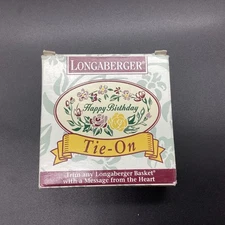 LONGABERGER®
Happy Birthday
Tie-On
Trim any Longaberger Basket®
with a Message from the Heart